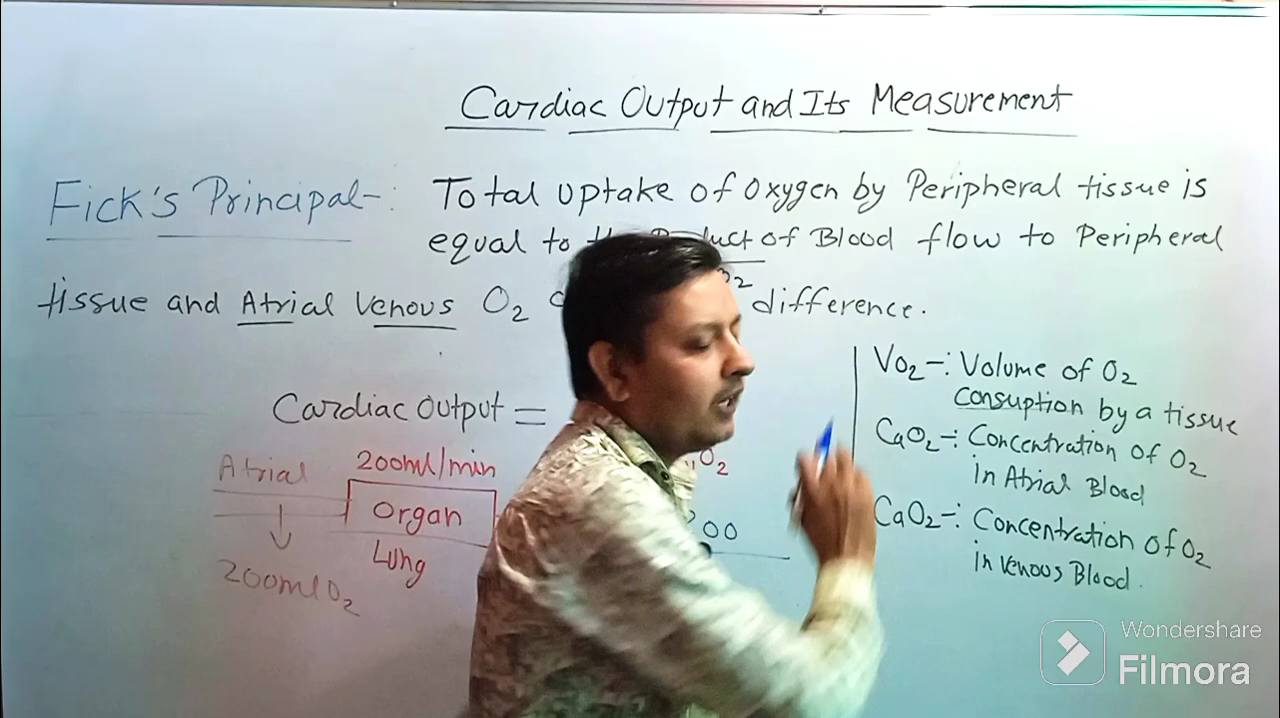 Cardiac Output and Its Measurement
Fick's Principal-: Total uptake of Oxygen by Peripheral tissue is
equal to of Blood flow to Peripheral
tissue and Atrial Venous O2 difference.
Cardiac Output =
VO2-: Volume of O2
Consuption by a tissue
CaO2-: Concentration of O2
in Atrial Blood
CaO2-: Concentration of O2
in venous Blood.
Atrial
200ml/min
Organ
Lung
200ml O2
O2
200
Wondershare
Filmora